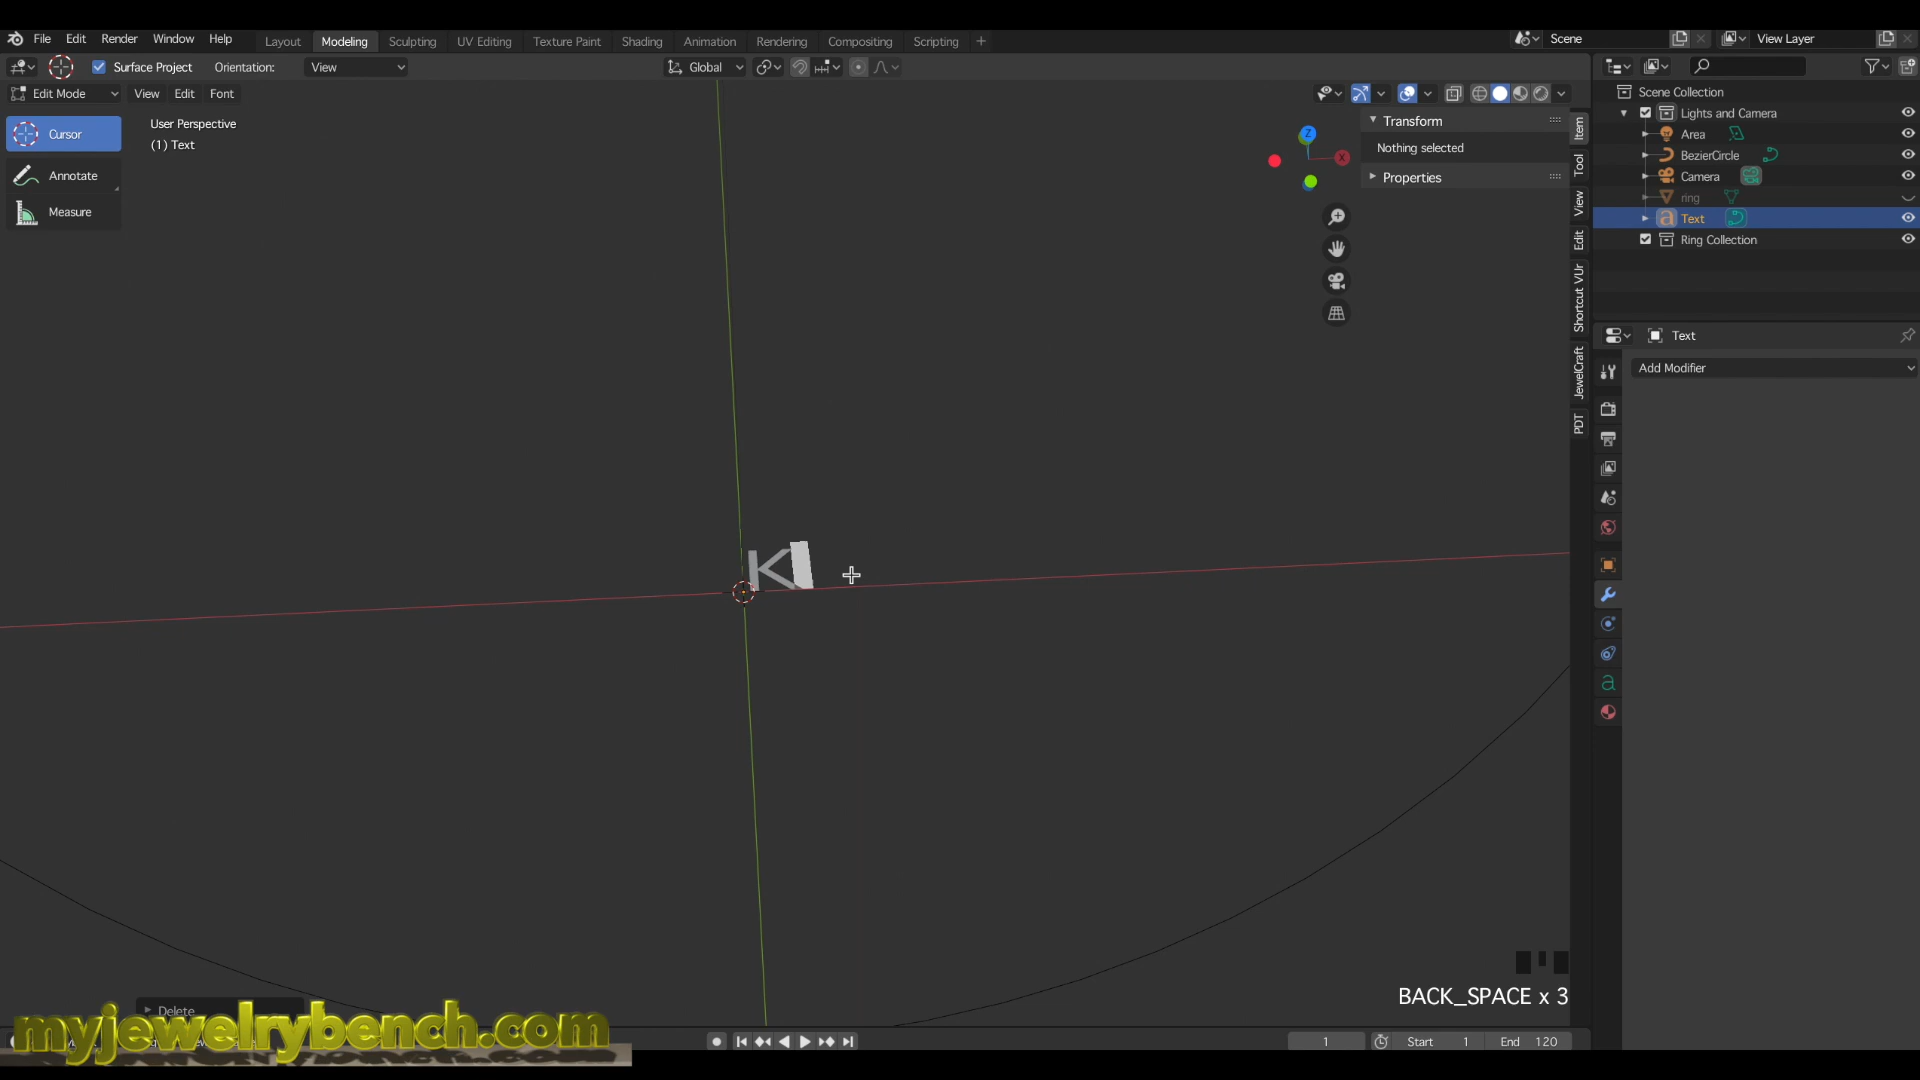 File Edit Render Window Help Layout Modeling Sculpting UV Editing Texture Paint Shading Animation Rendering Compositing Scripting + Scene View Layer
Surface Project Orientation: View Global
Edit Mode View Edit Font
Cursor
Annotate
Measure
User Perspective
(1) Text
K
Z
X
Transform
Nothing selected
Properties
Item
Tool
View
Edit
Shortcut VUr
JewelCraft
PDT
Scene Collection
Lights and Camera
Area
BezierCircle
Camera
ring
Text
Ring Collection
Text
Add Modifier
BACK_SPACE x 3
Delete
myjewelrybench.com
1 Start 1 End 120